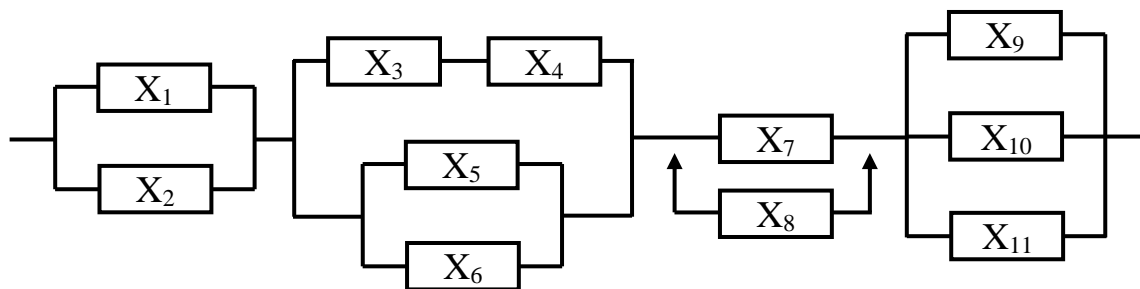 X₁
X₂
X₃
X₄
X₅
X₆
X₇
X₈
X₉
X₁₀
X₁₁